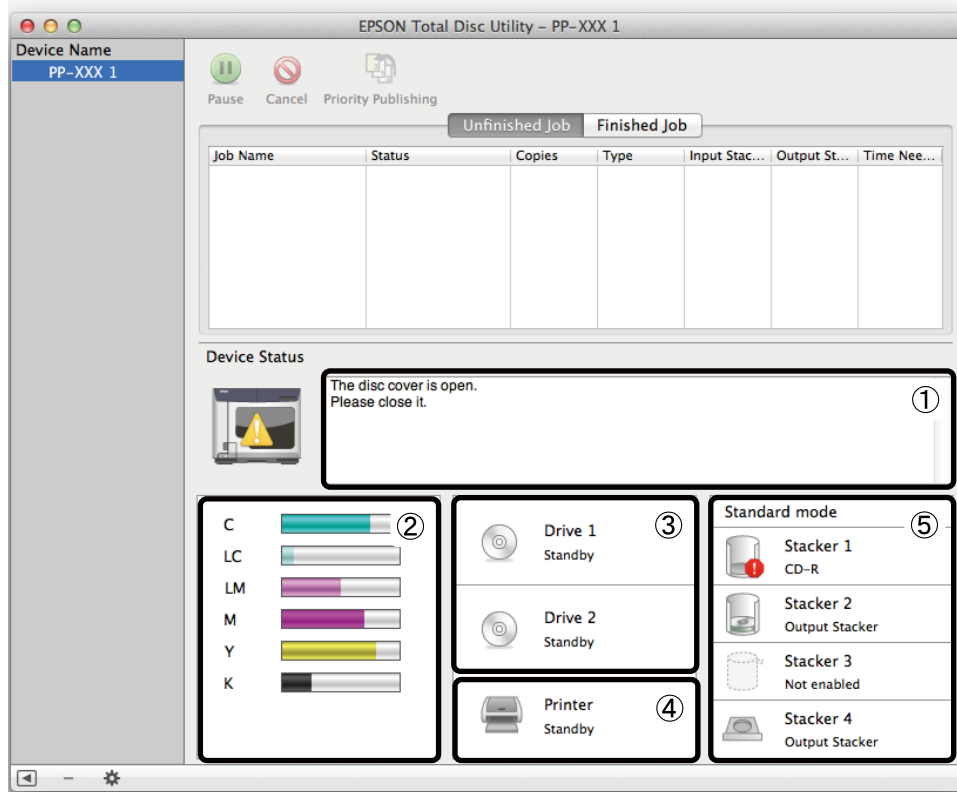 EPSON Total Disc Utility – PP–XXX 1
Device Name
PP–XXX 1
Pause Cancel Priority Publishing
Unfinished Job Finished Job
Job Name Status Copies Type Input Stac... Output St... Time Nee...
Device Status
The disc cover is open.
Please close it.
①
②
C
LC
LM
M
Y
K
③
Drive 1
Standby
Drive 2
Standby
④
Printer
Standby
Standard mode
⑤
Stacker 1
CD–R
Stacker 2
Output Stacker
Stacker 3
Not enabled
Stacker 4
Output Stacker